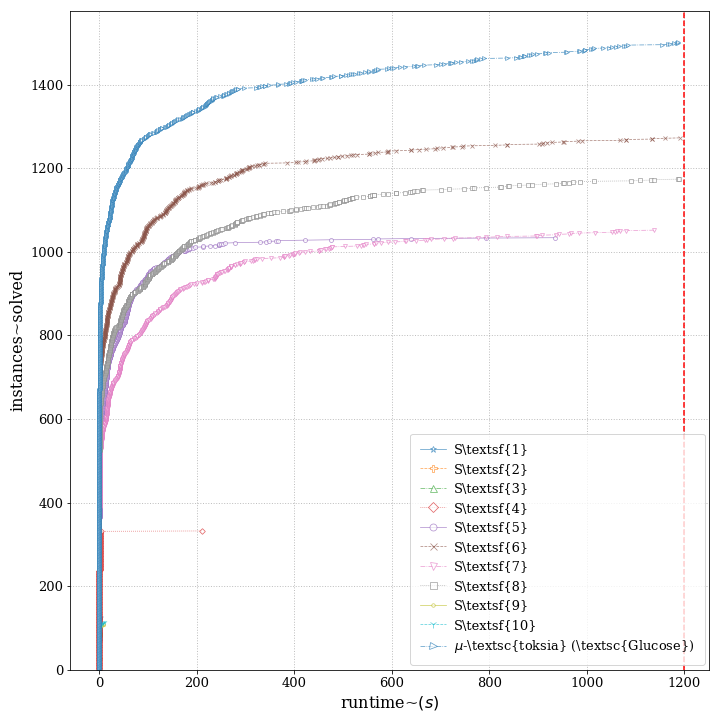 1400
1200
1000
800
600
400
200
0
instances~solved
0 200 400 600 800 1000 1200
runtime~(s)
S\textsf{1}
S\textsf{2}
S\textsf{3}
S\textsf{4}
S\textsf{5}
S\textsf{6}
S\textsf{7}
S\textsf{8}
S\textsf{9}
S\textsf{10}
μ-\textsc{toksia} (\textsc{Glucose})